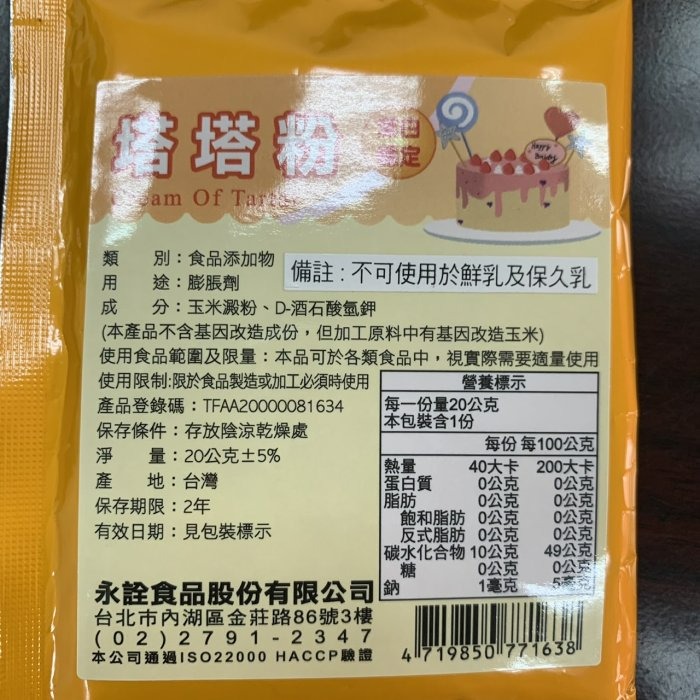 塔塔粉
Cream Of Tartar
Happy
類 別：食品添加物
用 途：膨脹劑
備註：不可使用於鮮乳及保久乳
成 分：玉米澱粉、D-酒石酸氫鉀
(本產品不含基因改造成份，但加工原料中有基因改造玉米)
使用食品範圍及限量：本品可於各類食品中，視實際需要適量使用
使用限制:限於食品製造或加工必須時使用
產品登錄碼：TFAA20000081634
保存條件：存放陰涼乾燥處
淨 量：20公克±5%
產 地：台灣
保存期限：2年
有效日期：見包裝標示
營養標示
每一份量20公克
本包裝含1份
每份 每100公克
熱量 40大卡 200大卡
蛋白質 0公克 0公克
脂肪 0公克 0公克
飽和脂肪 0公克 0公克
反式脂肪 0公克 0公克
碳水化合物 10公克 49公克
糖 0公克 0公克
鈉 1毫克 5毫克
永詮食品股份有限公司
台北市內湖區金莊路86號3樓
(02)2791-2347
本公司通過ISO22000 HACCP驗證
4 719850 771638